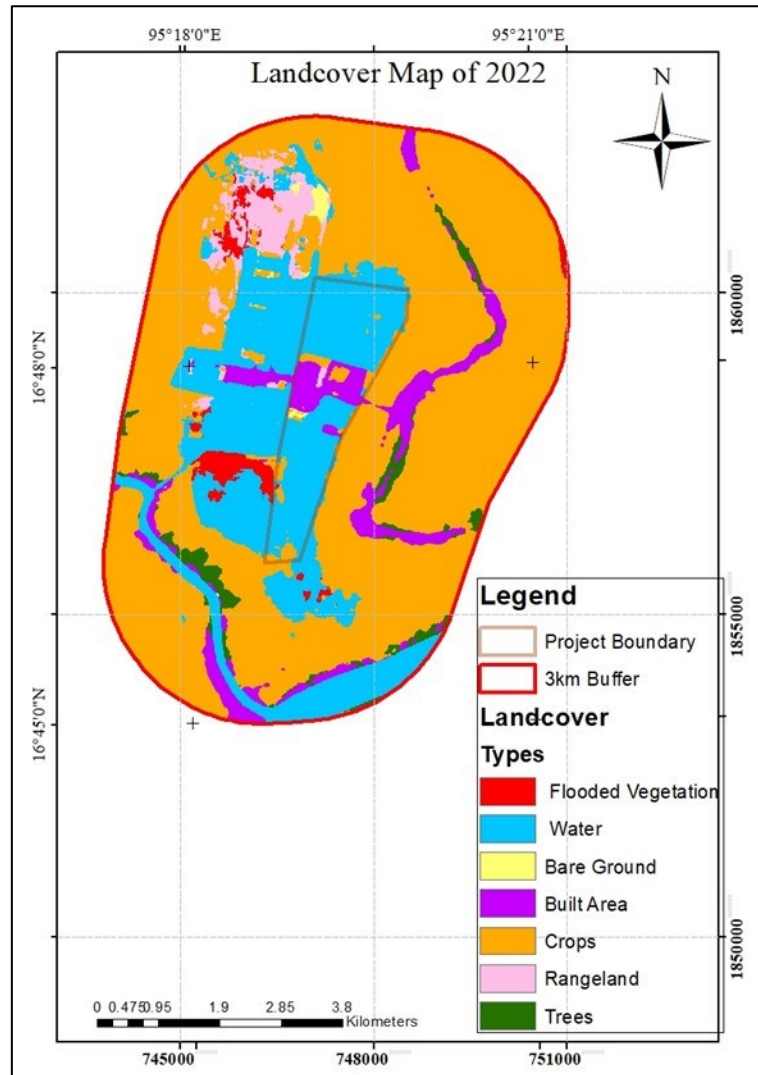 95°18'0"E 95°21'0"E
Landcover Map of 2022
N
1860000
16°48'0"N
1855000
16°45'0"N
1850000
Legend
Project Boundary
3km Buffer
Landcover
Types
Flooded Vegetation
Water
Bare Ground
Built Area
Crops
Rangeland
Trees
0 0.475 0.95 1.9 2.85 3.8
Kilometers
745000 748000 751000